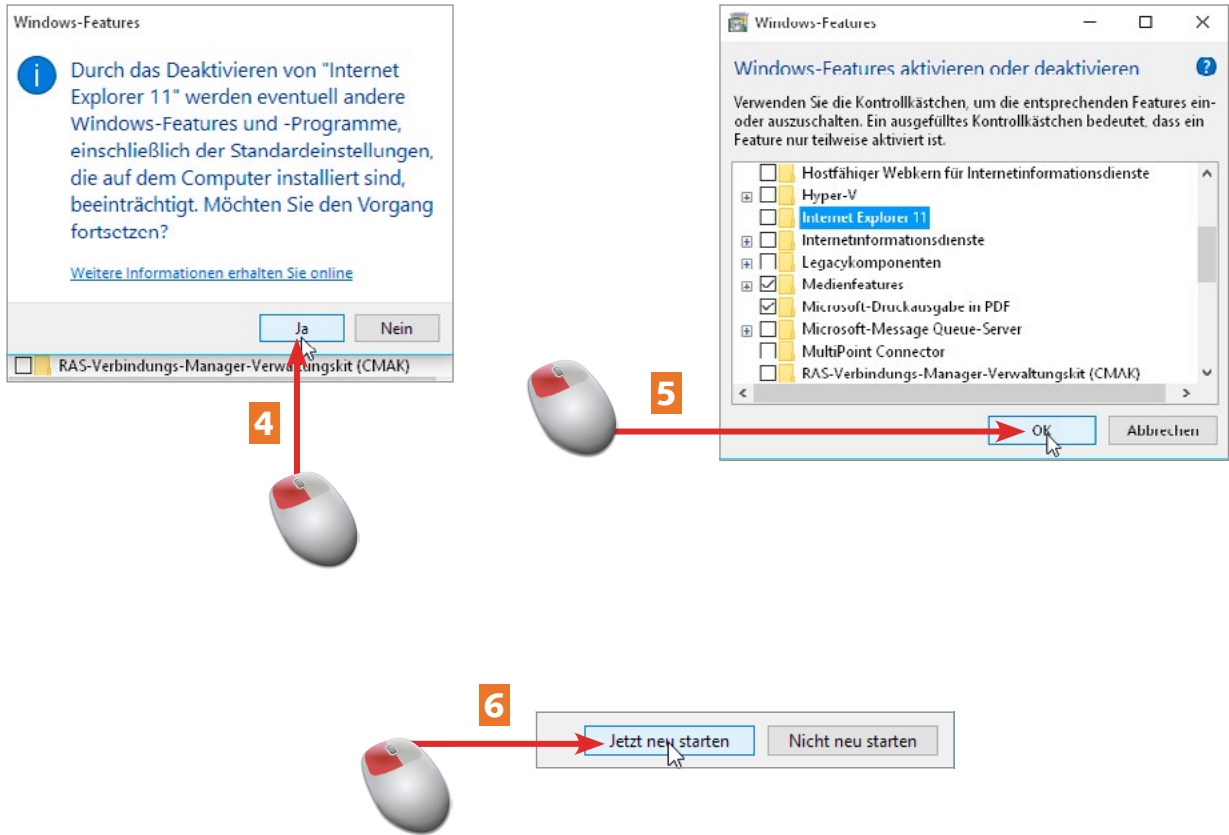 Windows-Features
Durch das Deaktivieren von "Internet
Explorer 11" werden eventuell andere
Windows-Features und -Programme,
einschließlich der Standardeinstellungen,
die auf dem Computer installiert sind,
beeinträchtigt. Möchten Sie den Vorgang
fortsetzen?
Weitere Informationen erhalten Sie online
Ja
Nein
RAS-Verbindungs-Manager-Verwaltungskit (CMAK)
4
Windows-Features
Windows-Features aktivieren oder deaktivieren
Verwenden Sie die Kontrollkästchen, um die entsprechenden Features ein-
oder auszuschalten. Ein ausgefülltes Kontrollkästchen bedeutet, dass ein
Feature nur teilweise aktiviert ist.
Hostfähiger Webkern für Internetinformationsdienste
Hyper-V
Internet Explorer 11
Internetinformationsdienste
Legacykomponenten
Medienfeatures
Microsoft-Druckausgabe in PDF
Microsoft-Message Queue-Server
MultiPoint Connector
RAS-Verbindungs-Manager-Verwaltungskit (CMAK)
5
OK
Abbrechen
6
Jetzt neu starten
Nicht neu starten